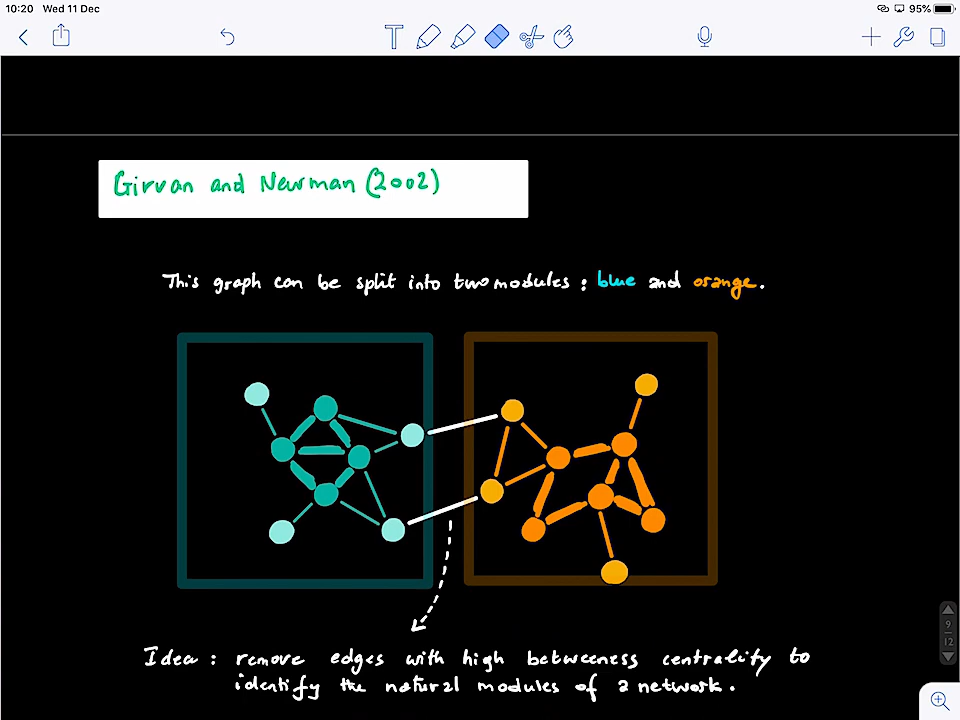 10:20 Wed 11 Dec 95%
Girvan and Newman (2002)
This graph can be split into two modules : blue and orange.
Idea : remove edges with high betweeness centrality to
identify the natural modules of a network.
9
12